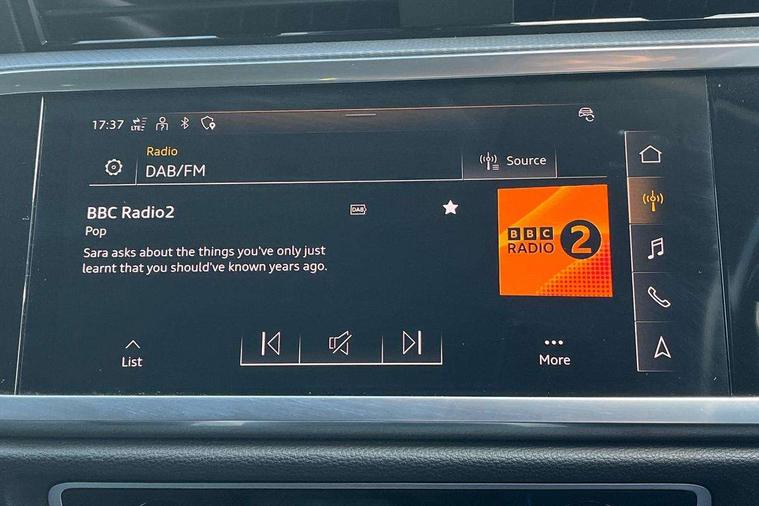 17:37 LTE
Radio
DAB/FM
Source
BBC Radio2
DAB
Pop
Sara asks about the things you've only just
learnt that you should've known years ago.
BBC
RADIO 2
List
More